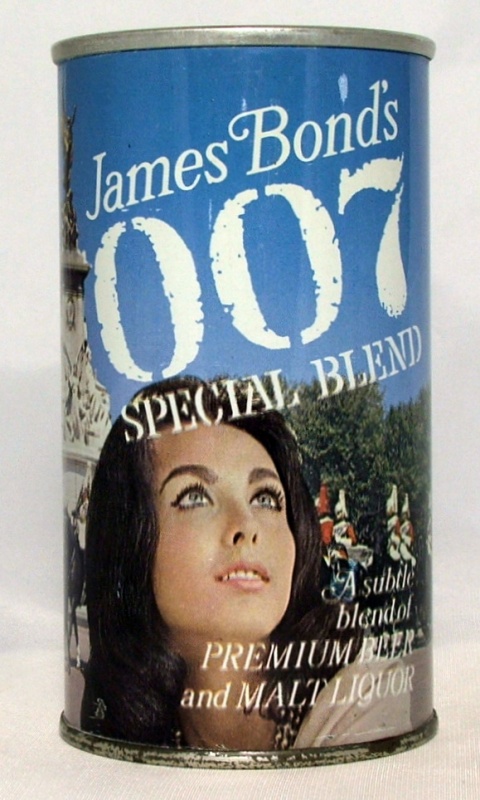 James Bond's
007
SPECIAL BLEND
A subtle
blend of
PREMIUM BEER
and MALT LIQUOR